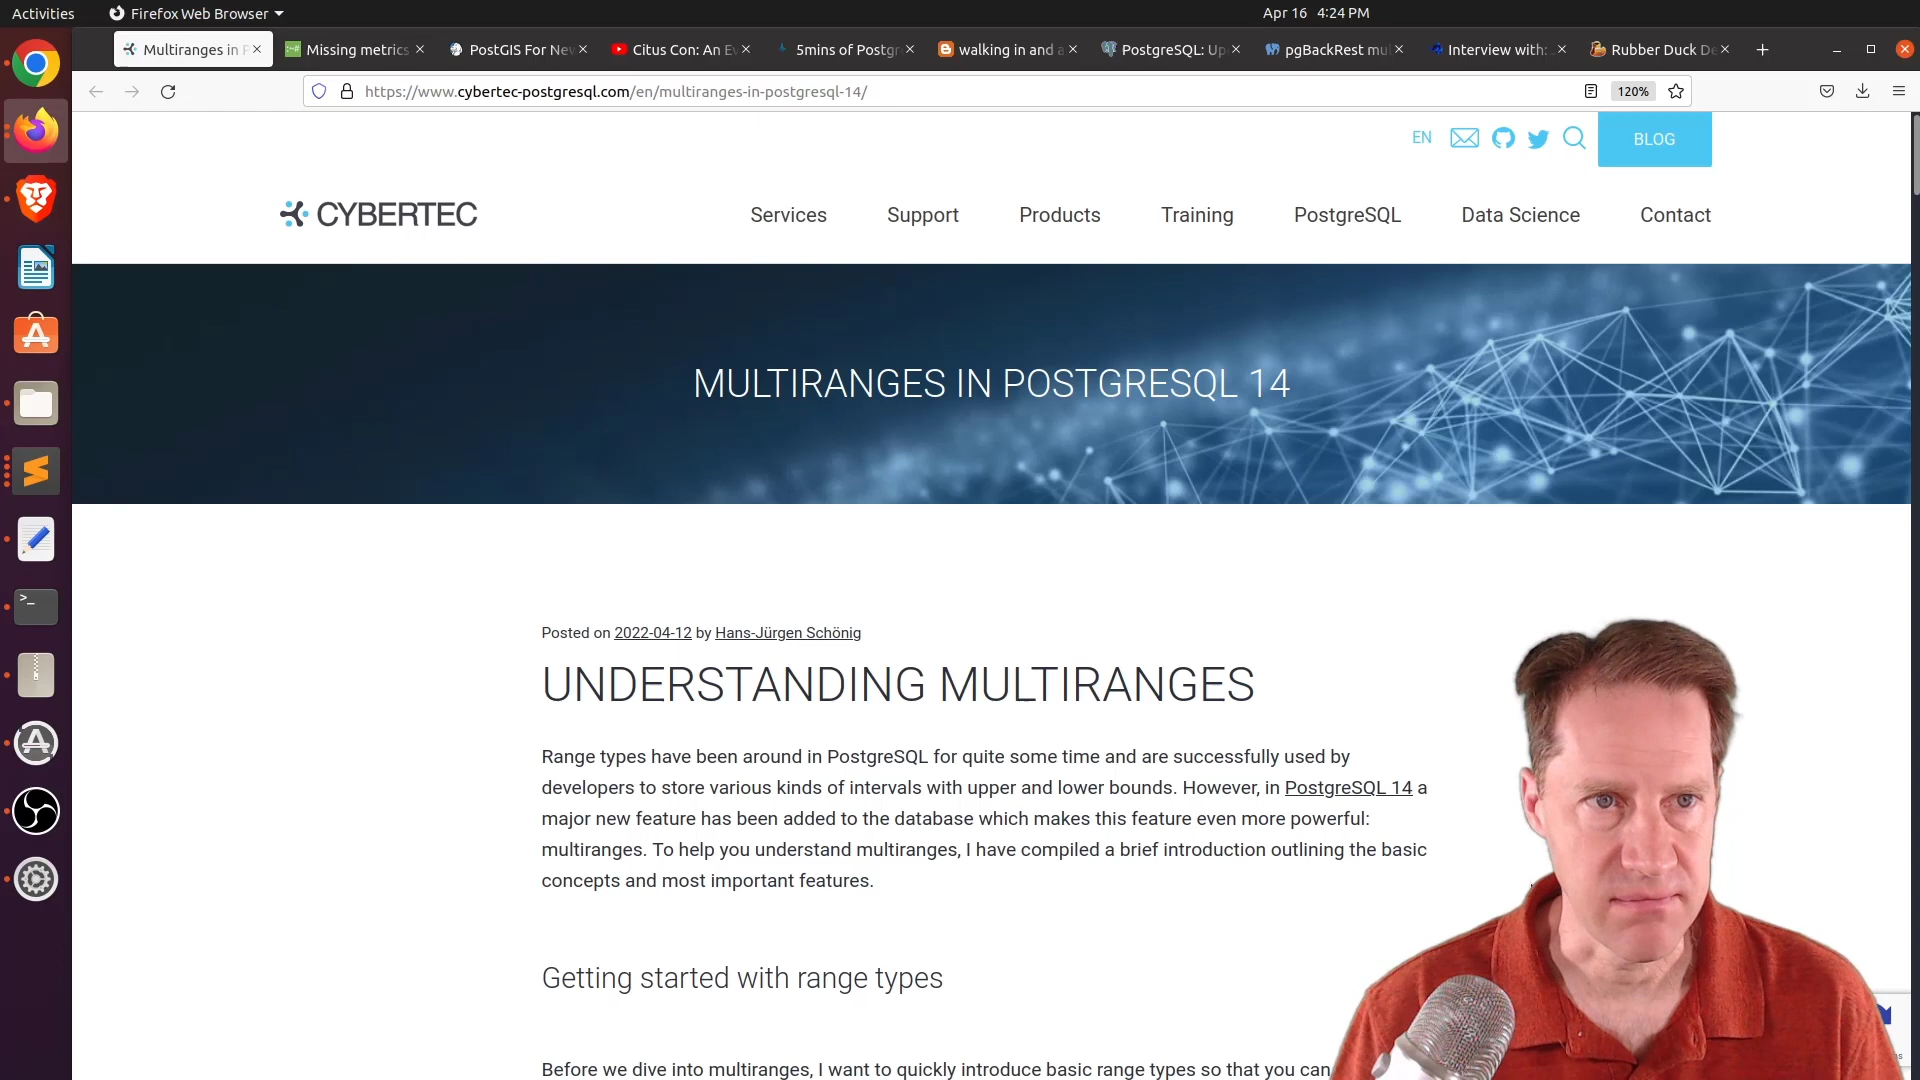 Activities
Firefox Web Browser
Apr 16 4:24 PM
Multiranges in P
Missing metrics
PostGIS For New
Citus Con: An Ev
5mins of Postgr
walking in and a
PostgreSQL: Up
pgBackRest mul
Interview with:
Rubber Duck De
https://www.cybertec-postgresql.com/en/multiranges-in-postgresql-14/
120%
EN
BLOG
CYBERTEC
Services
Support
Products
Training
PostgreSQL
Data Science
Contact
MULTIRANGES IN POSTGRESQL 14
Posted on 2022-04-12 by Hans-Jürgen Schönig
UNDERSTANDING MULTIRANGES
Range types have been around in PostgreSQL for quite some time and are successfully used by
developers to store various kinds of intervals with upper and lower bounds. However, in PostgreSQL 14 a
major new feature has been added to the database which makes this feature even more powerful:
multiranges. To help you understand multiranges, I have compiled a brief introduction outlining the basic
concepts and most important features.
Getting started with range types
Before we dive into multiranges, I want to quickly introduce basic range types so that you can